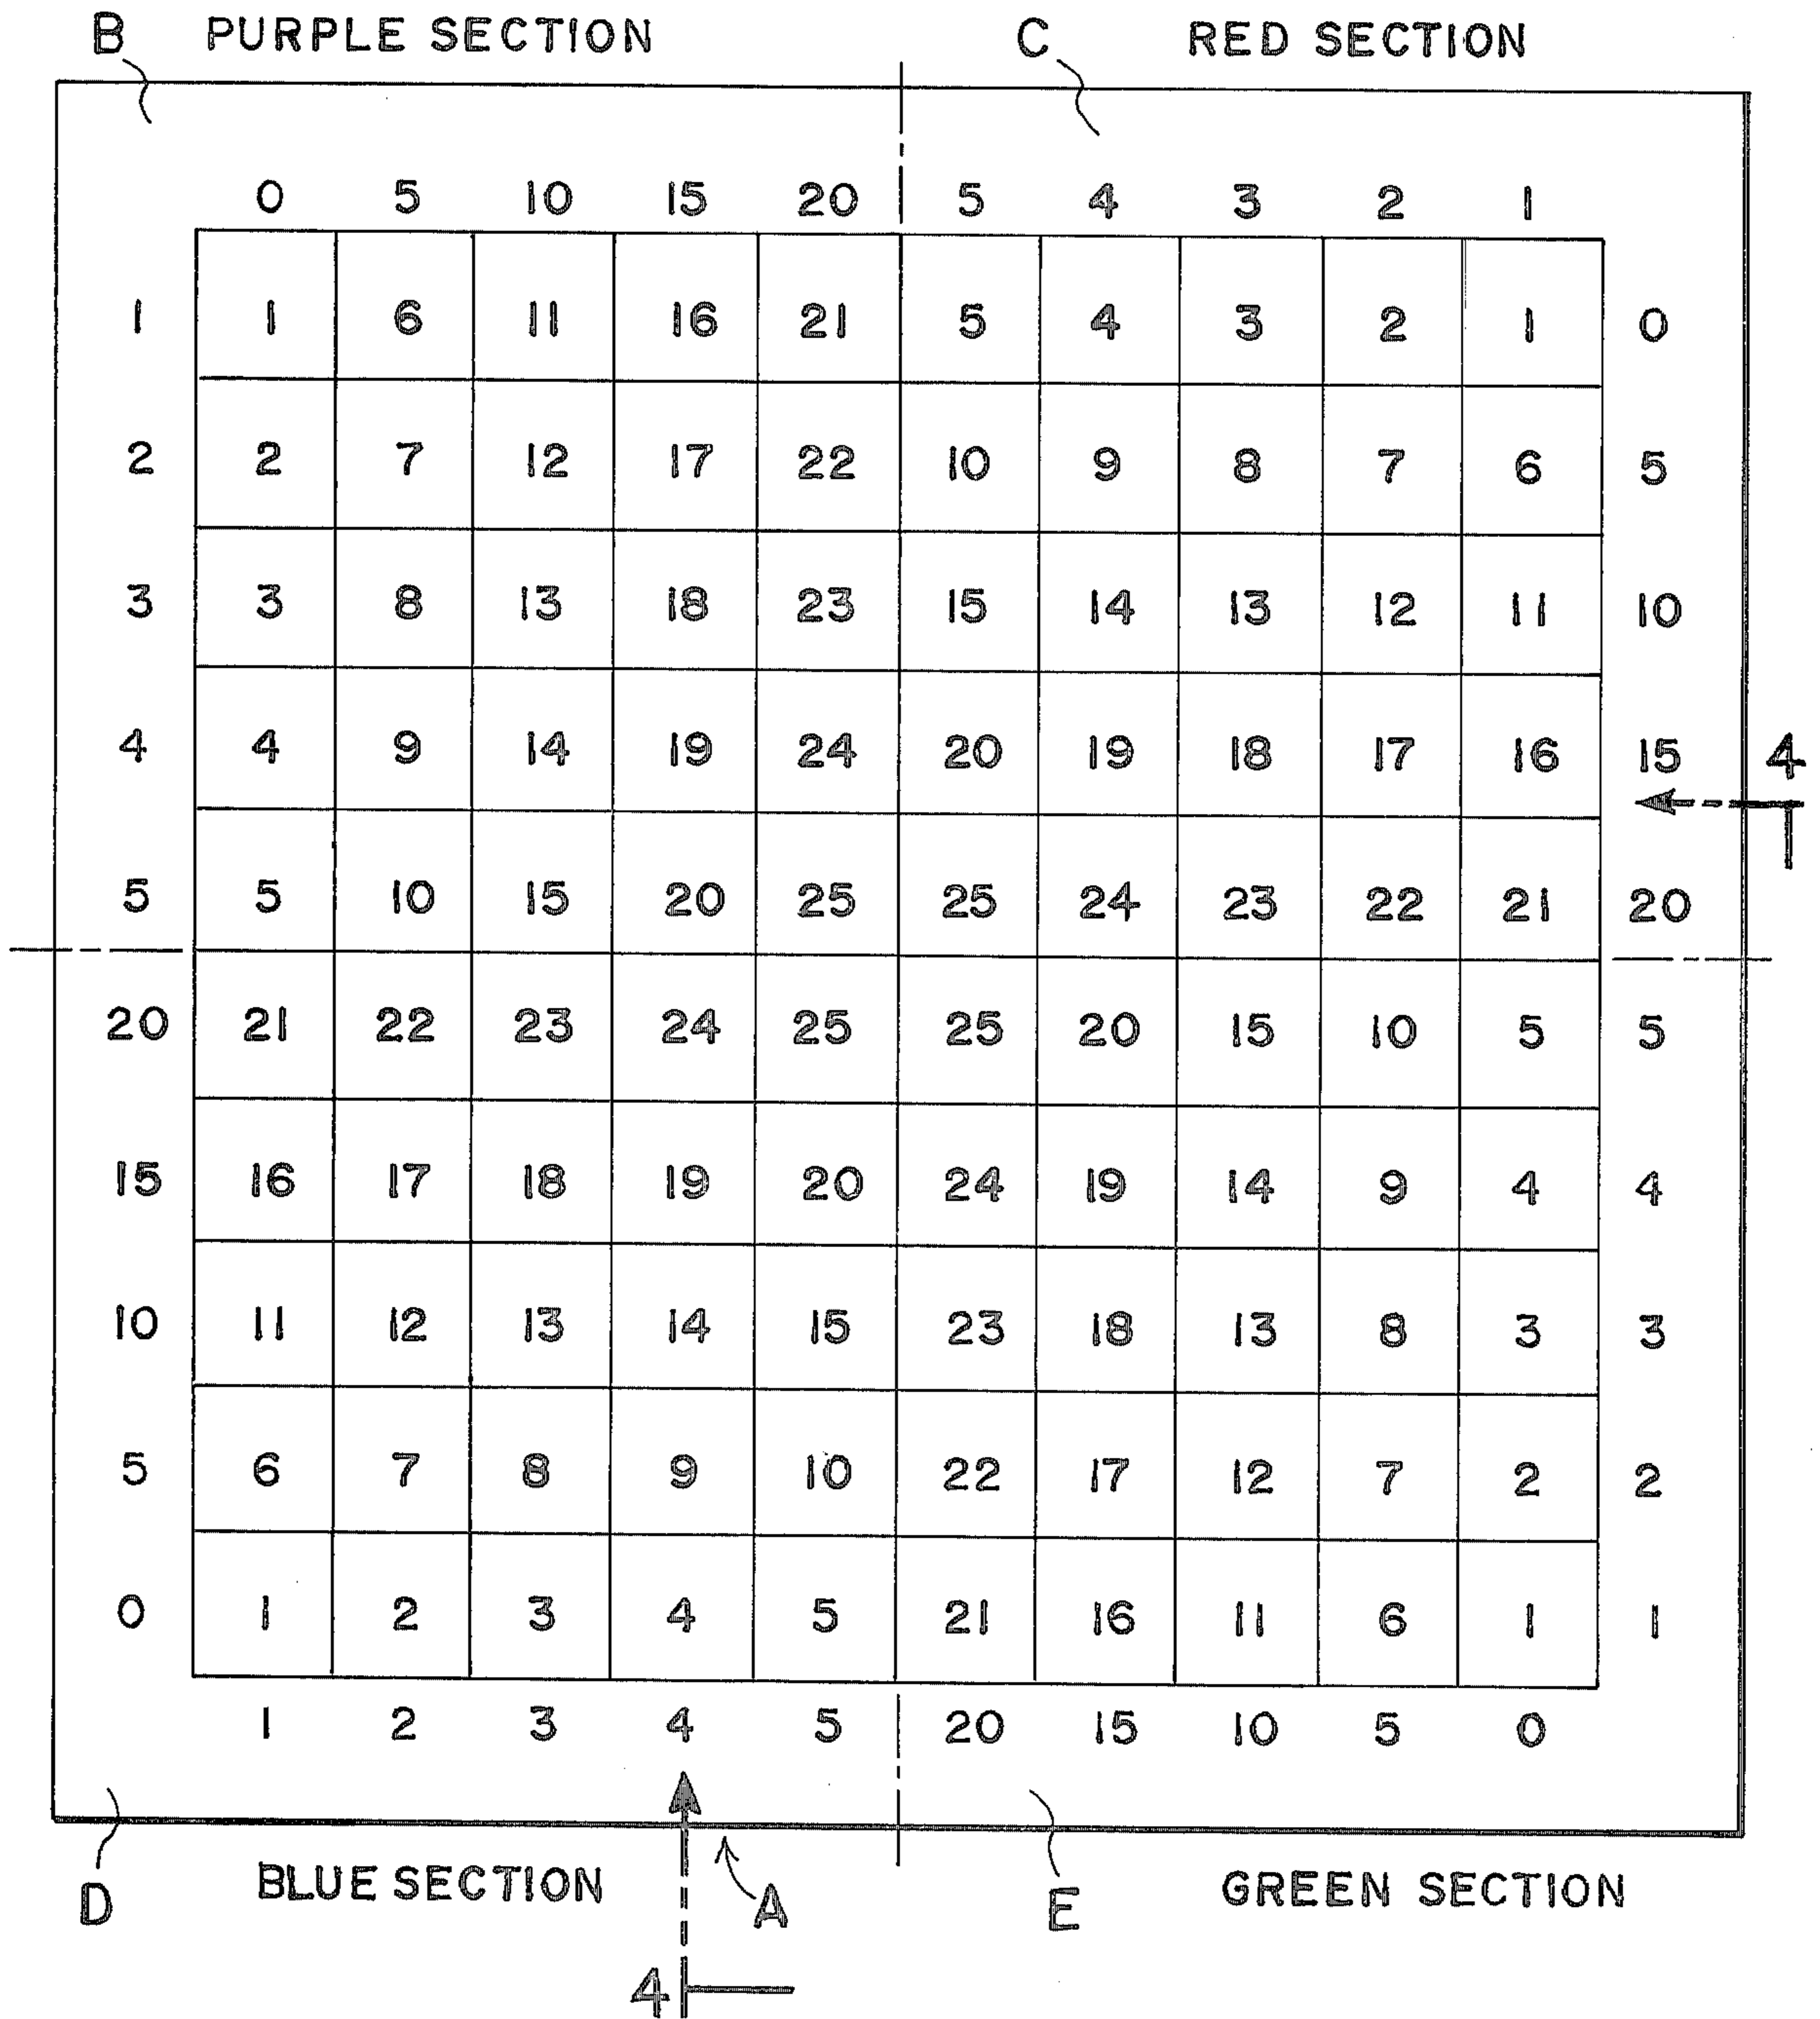 B PURPLE SECTION C RED SECTION
0 5 10 15 20 5 4 3 2 1
1 1 6 11 16 21 5 4 3 2 1 0
2 2 7 12 17 22 10 9 8 7 6 5
3 3 8 13 18 23 15 14 13 12 11 10
4 4 9 14 19 24 20 19 18 17 16 15 4
5 5 10 15 20 25 25 24 23 22 21 20
20 21 22 23 24 25 25 20 15 10 5 5
15 16 17 18 19 20 24 19 14 9 4 4
10 11 12 13 14 15 23 18 13 8 3 3
5 6 7 8 9 10 22 17 12 7 2 2
0 1 2 3 4 5 21 16 11 6 1 1
1 2 3 4 5 20 15 10 5 0
D BLUE SECTION A E GREEN SECTION
4